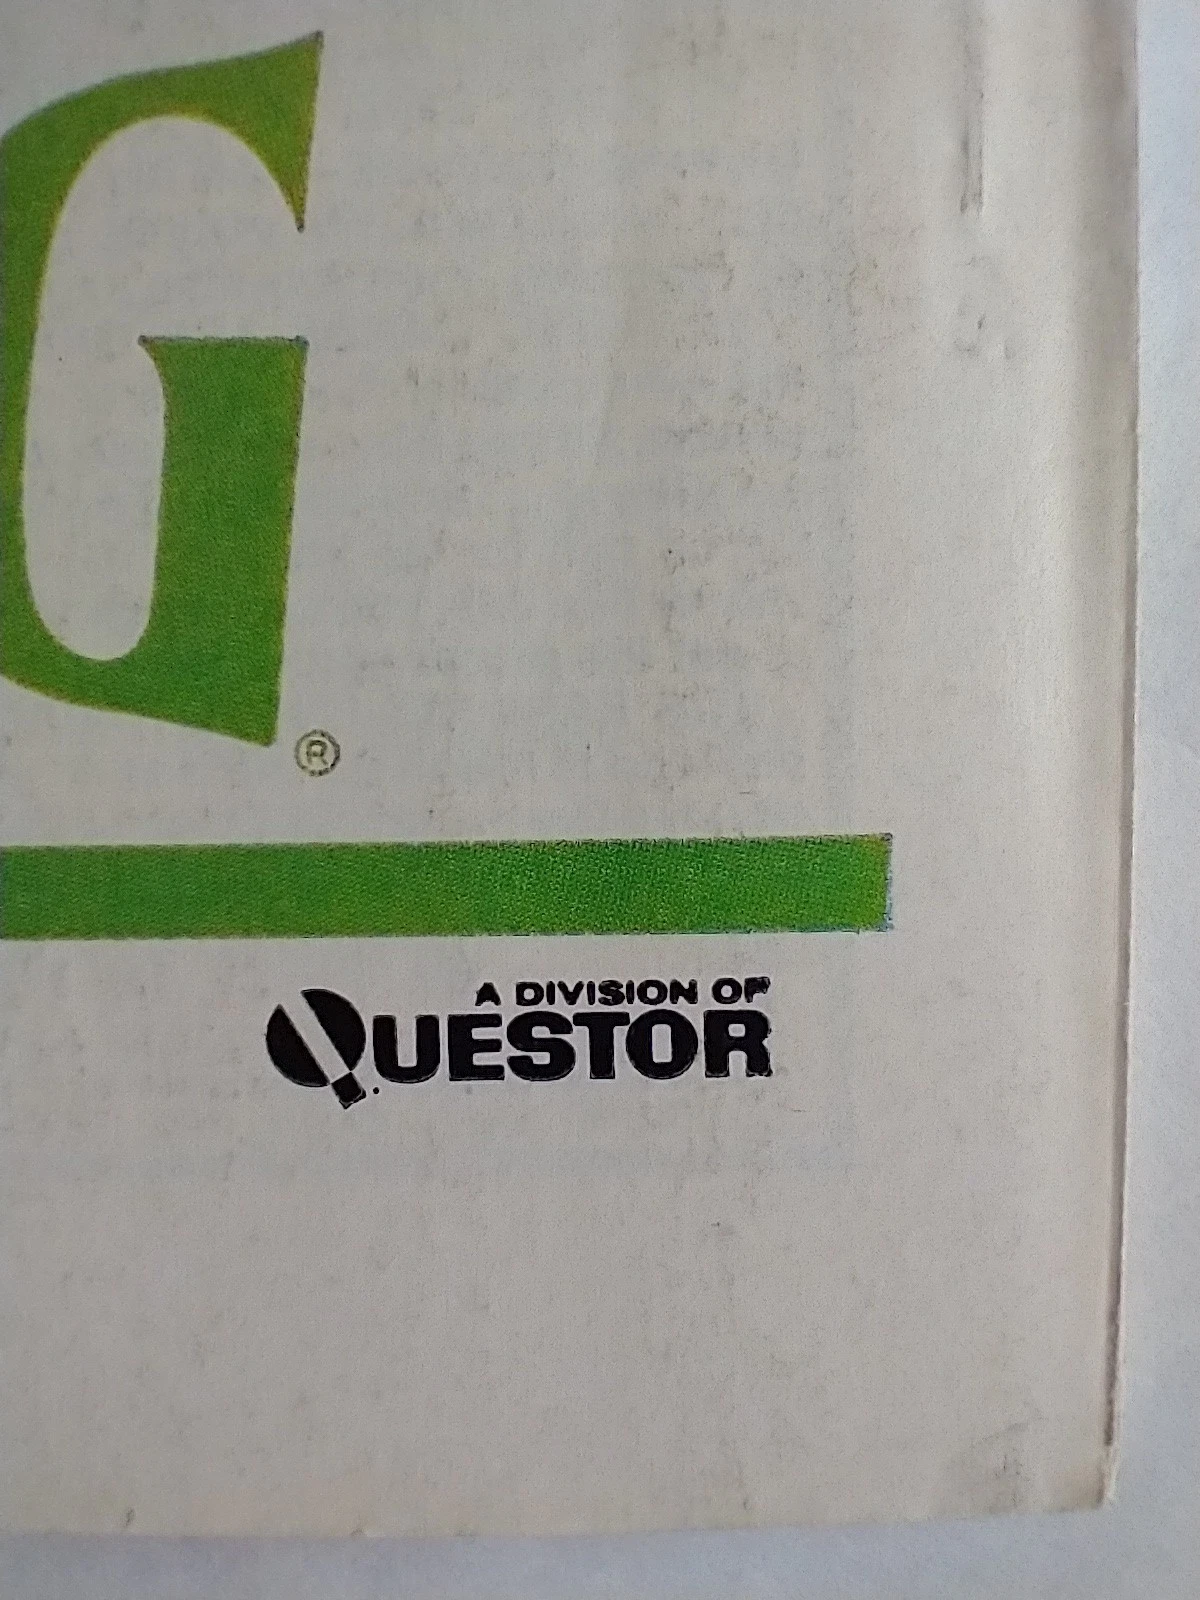 G®
A DIVISION OF
QUESTOR